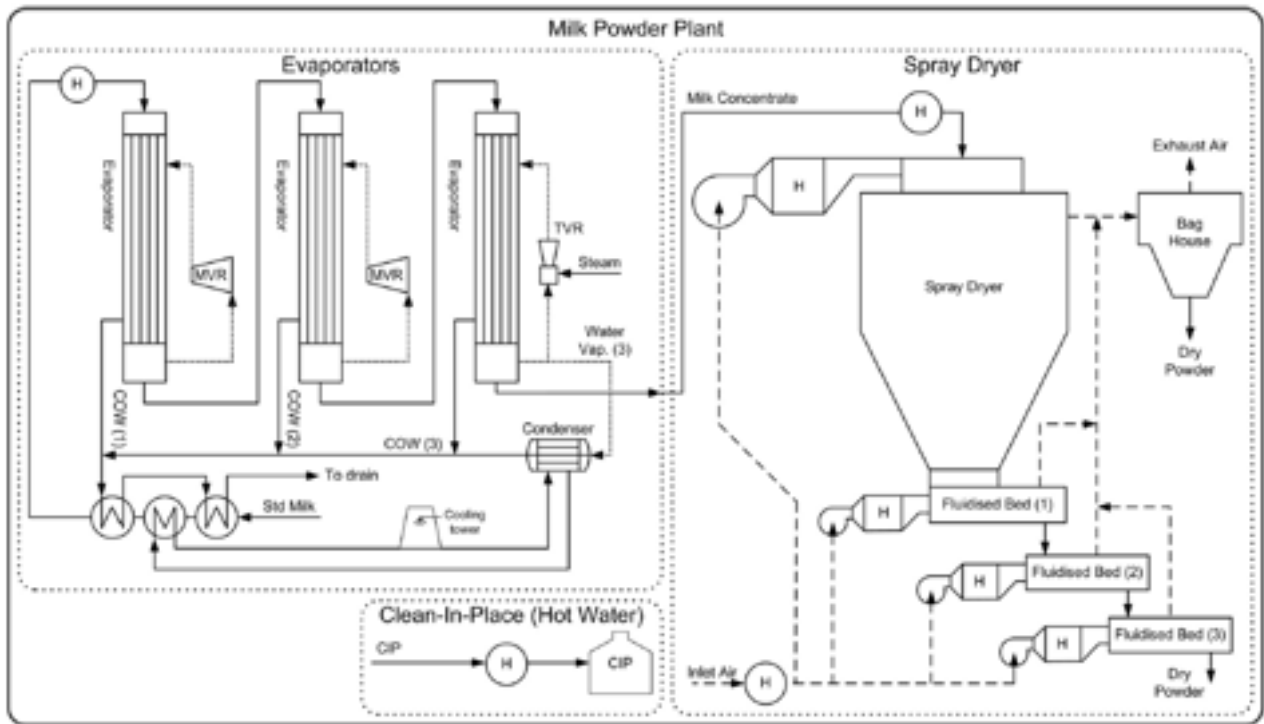 Milk Powder Plant
Evaporators
H
Evaporator
Evaporator
Evaporator
MVR
MVR
TVR
Steam
Water
Vap. (3)
COW (1)
COW (2)
COW (3)
Condenser
To drain
Std Milk
Cooling
tower
Clean-In-Place (Hot Water)
CIP
H
CIP
Spray Dryer
Milk Concentrate
H
H
Exhaust Air
Bag
House
Spray Dryer
Dry
Powder
H
Fluidised Bed (1)
H
Fluidised Bed (2)
H
Fluidised Bed (3)
Inlet Air
H
Dry
Powder